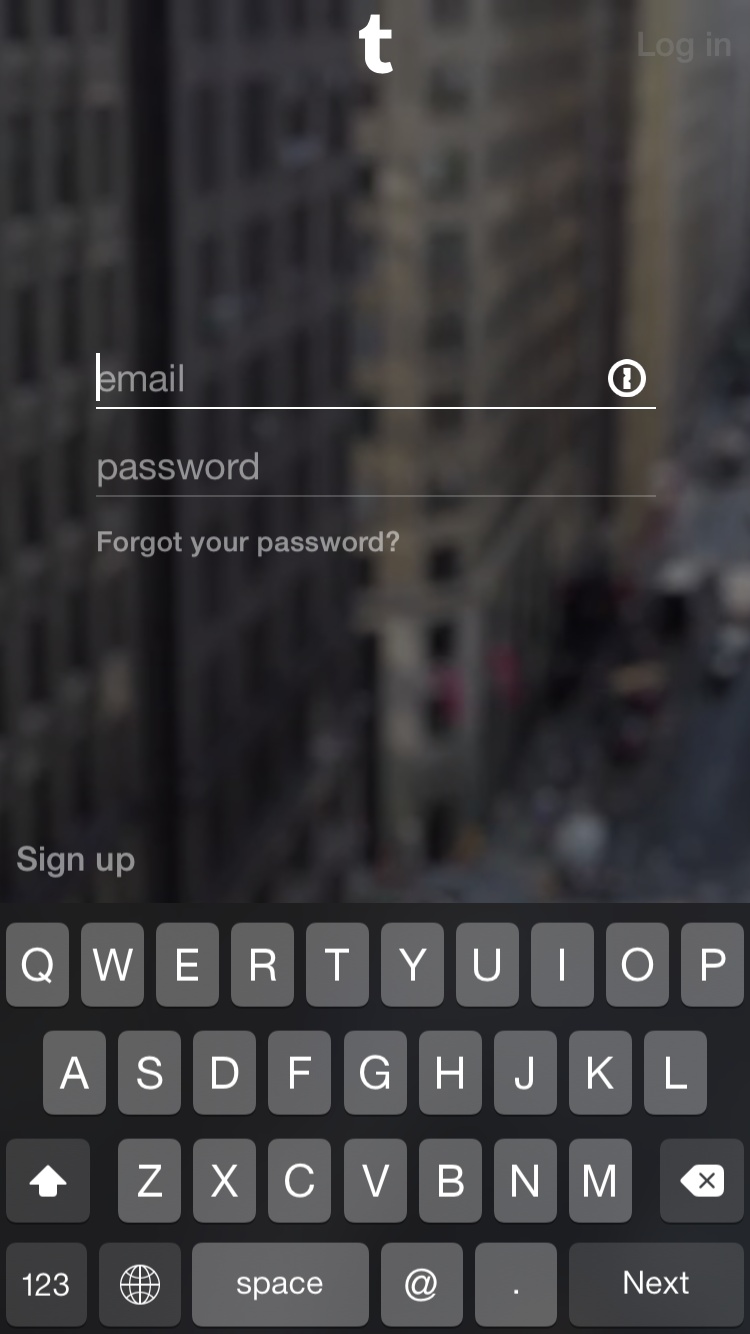 t
Log in
email
password
Forgot your password?
Sign up
Q W E R T Y U I O P
A S D F G H J K L
Z X C V B N M
123 space @ . Next